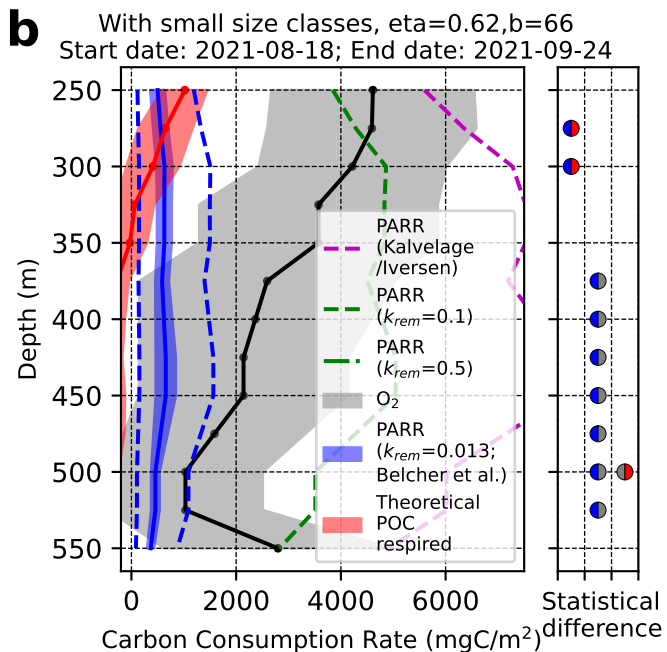 b
With small size classes, eta=0.62,b=66
Start date: 2021-08-18; End date: 2021-09-24
250
300
350
400
450
500
550
Depth (m)
PARR
(Kalvelage
/Iversen)
PARR
(k_rem=0.1)
PARR
(k_rem=0.5)
O₂
PARR
(k_rem=0.013;
Belcher et al.)
Theoretical
POC
respired
0 2000 4000 6000
Carbon Consumption Rate (mgC/m²)
Statistical
difference